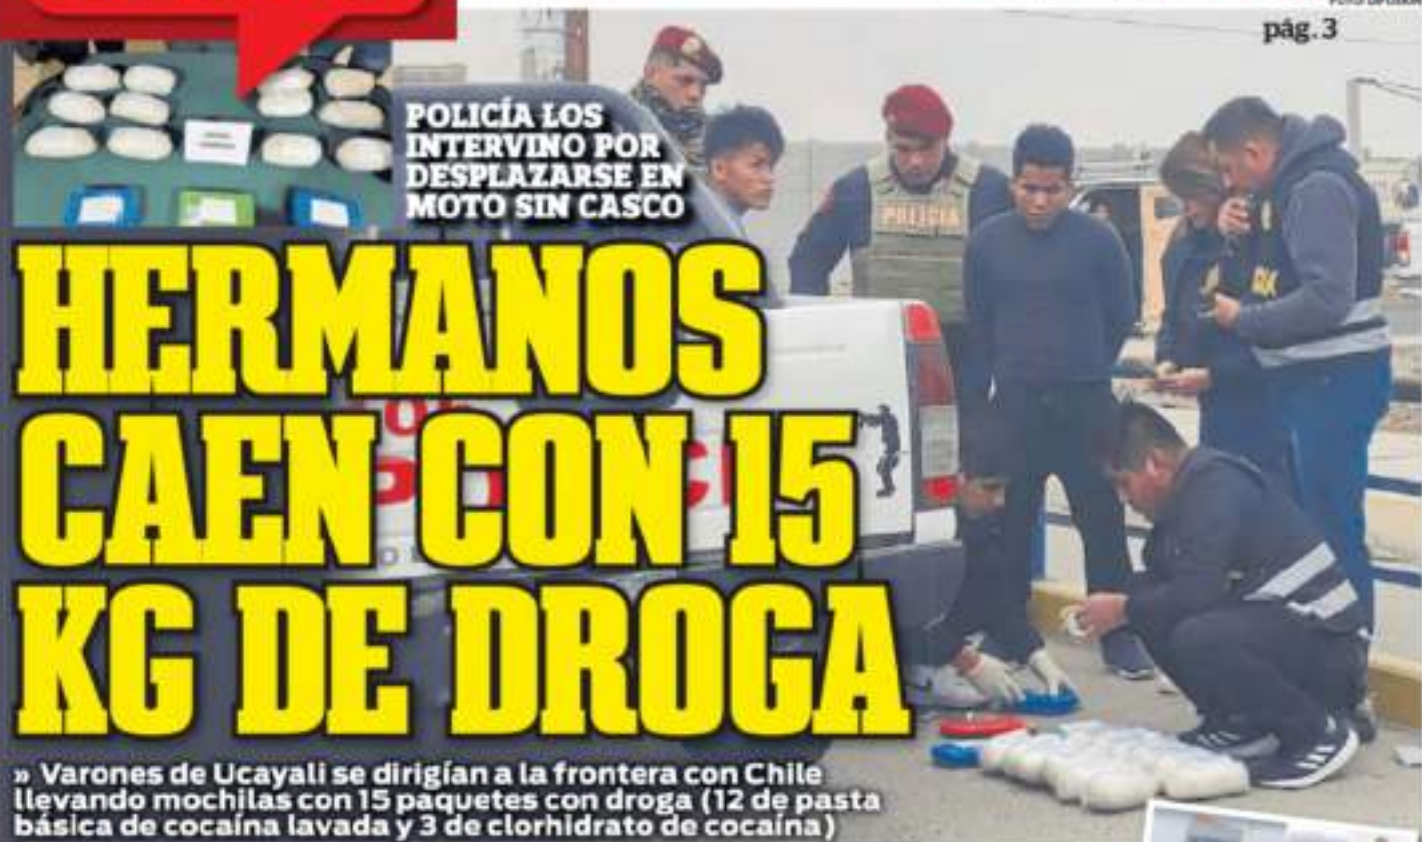 pág. 3
POLICÍA LOS
INTERVINO POR
DESPLAZARSE EN
MOTO SIN CASCO
POLICIA
HERMANOS
CAEN CON 15
KG DE DROGA
» Varones de Ucayali se dirigían a la frontera con Chile
llevando mochilas con 15 paquetes con droga (12 de pasta
básica de cocaína lavada y 3 de clorhidrato de cocaína)